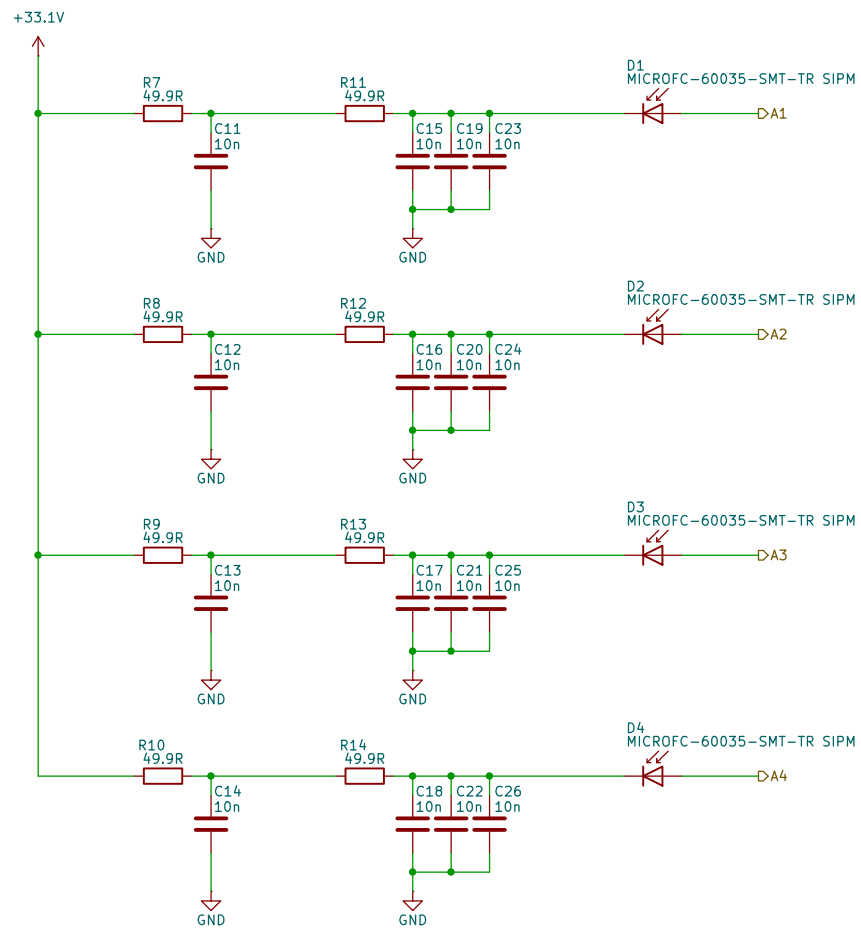 +33.1V
D1
MICROFC-60035-SMT-TR SIPM
R7
49.9R
R11
49.9R
A1
C11
10n
C15
10n
C19
10n
C23
10n
GND
GND
D2
MICROFC-60035-SMT-TR SIPM
R8
49.9R
R12
49.9R
A2
C12
10n
C16
10n
C20
10n
C24
10n
GND
GND
D3
MICROFC-60035-SMT-TR SIPM
R9
49.9R
R13
49.9R
A3
C13
10n
C17
10n
C21
10n
C25
10n
GND
GND
D4
MICROFC-60035-SMT-TR SIPM
R10
49.9R
R14
49.9R
A4
C14
10n
C18
10n
C22
10n
C26
10n
GND
GND